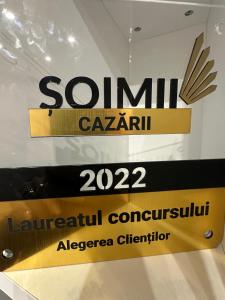 ȘOIMII
CAZĂRII
2022
Laureatul concursului
Alegerea Clienților